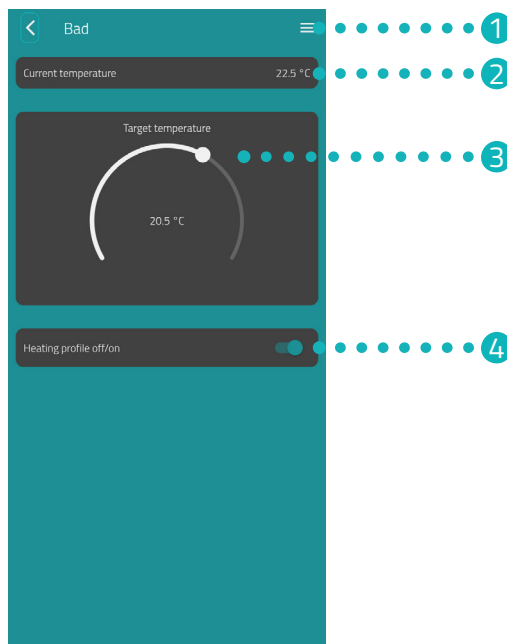 Bad
1
Current temperature 22.5 °C
2
Target temperature
3
20.5 °C
Heating profile off/on
4